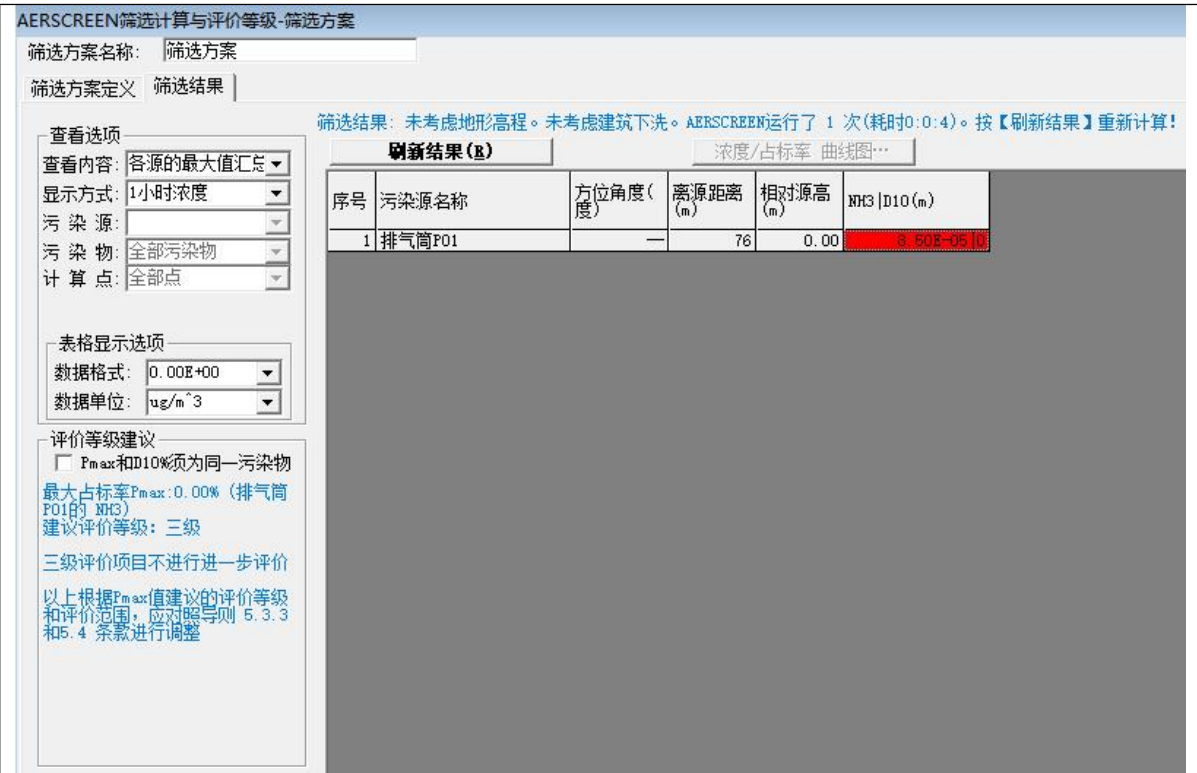 AERSCREEN筛选计算与评价等级-筛选方案
筛选方案名称: 筛选方案
筛选方案定义 筛选结果
筛选结果: 未考虑地形高程。未考虑建筑下洗。AERSCREEN运行了 1 次(耗时0:0:4)。按【刷新结果】重新计算!
查看选项
查看内容: 各源的最大值汇总
显示方式: 1小时浓度
污 染 源:
污 染 物: 全部污染物
计 算 点: 全部点
刷新结果(R)
浓度/占标率 曲线图…
序号 污染源名称 方位角度(度) 离源距离(m) 相对源高(m) NH3|D10(m)
1 排气筒P01 — 76 0.00 8.60E-05|0
表格显示选项
数据格式: 0.00E+00
数据单位: ug/m^3
评价等级建议
Pmax和D10%须为同一污染物
最大占标率Pmax:0.00% (排气筒
P01的 NH3)
建议评价等级: 三级
三级评价项目不进行进一步评价
以上根据Pmax值建议的评价等级
和评价范围,应对照导则 5.3.3
和5.4 条款进行调整